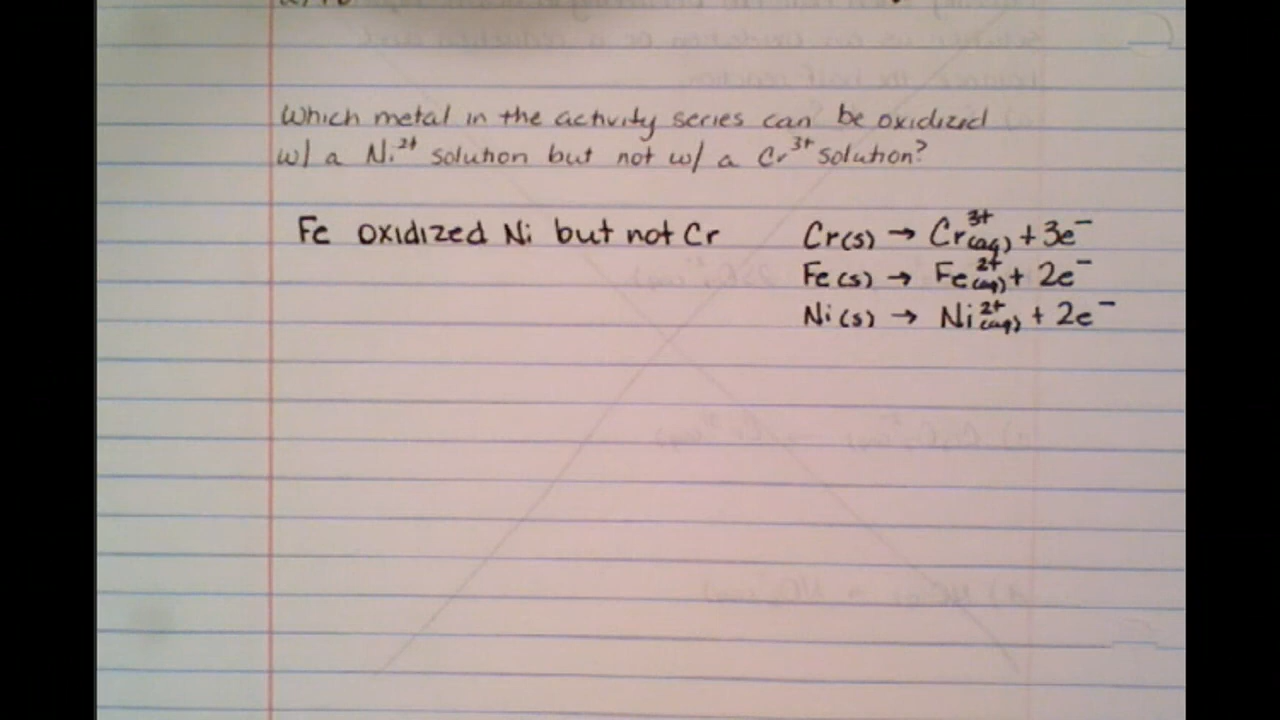 Which metal in the activity series can be oxidized
w/ a Ni²⁺ solution but not w/ a Cr³⁺ solution?
Fe oxidized Ni but not Cr
Cr(s) → Cr³⁺(aq) + 3e⁻
Fe(s) → Fe²⁺(aq) + 2e⁻
Ni(s) → Ni²⁺(aq) + 2e⁻